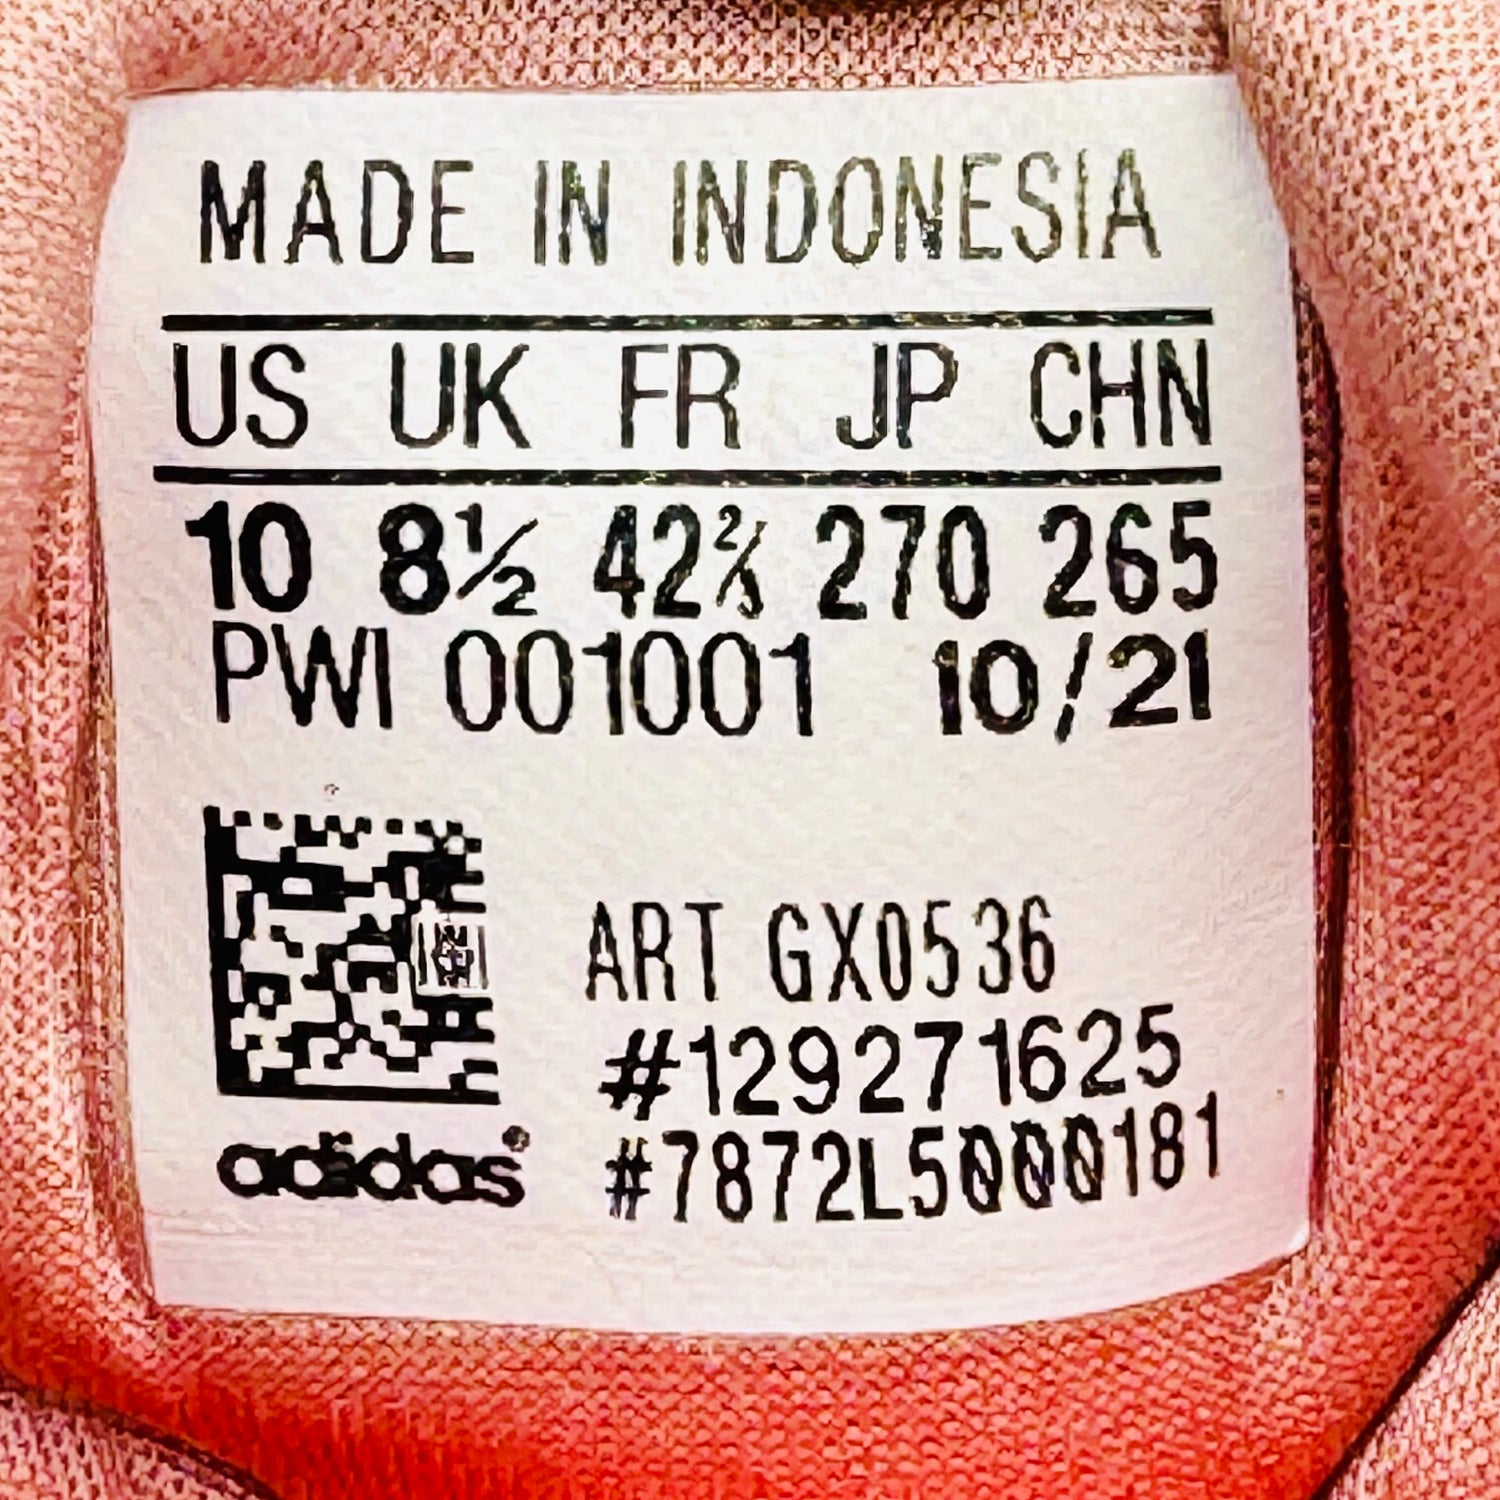 MADE IN INDONESIA
US UK FR JP CHN
10 8½ 42⅔ 270 265
PWI 001001 10/21
ART GX0536
#129271625
#7872L5000181
adidas®